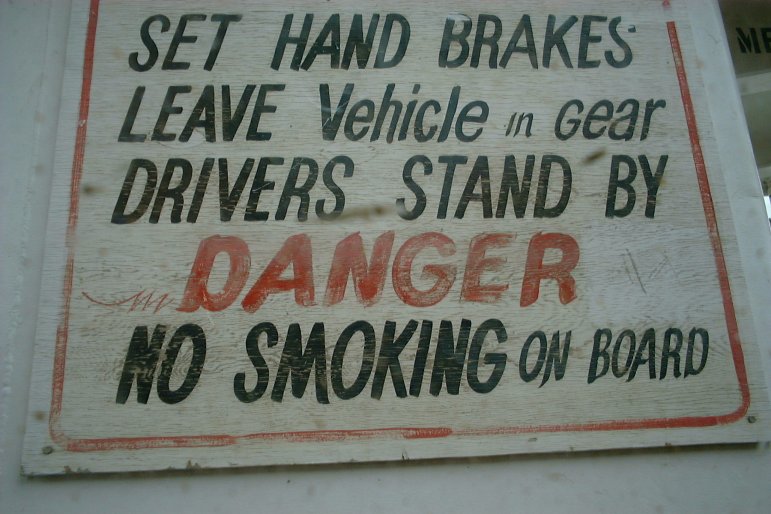 SET HAND BRAKES
LEAVE Vehicle in Gear
DRIVERS STAND BY
DANGER
NO SMOKING ON BOARD